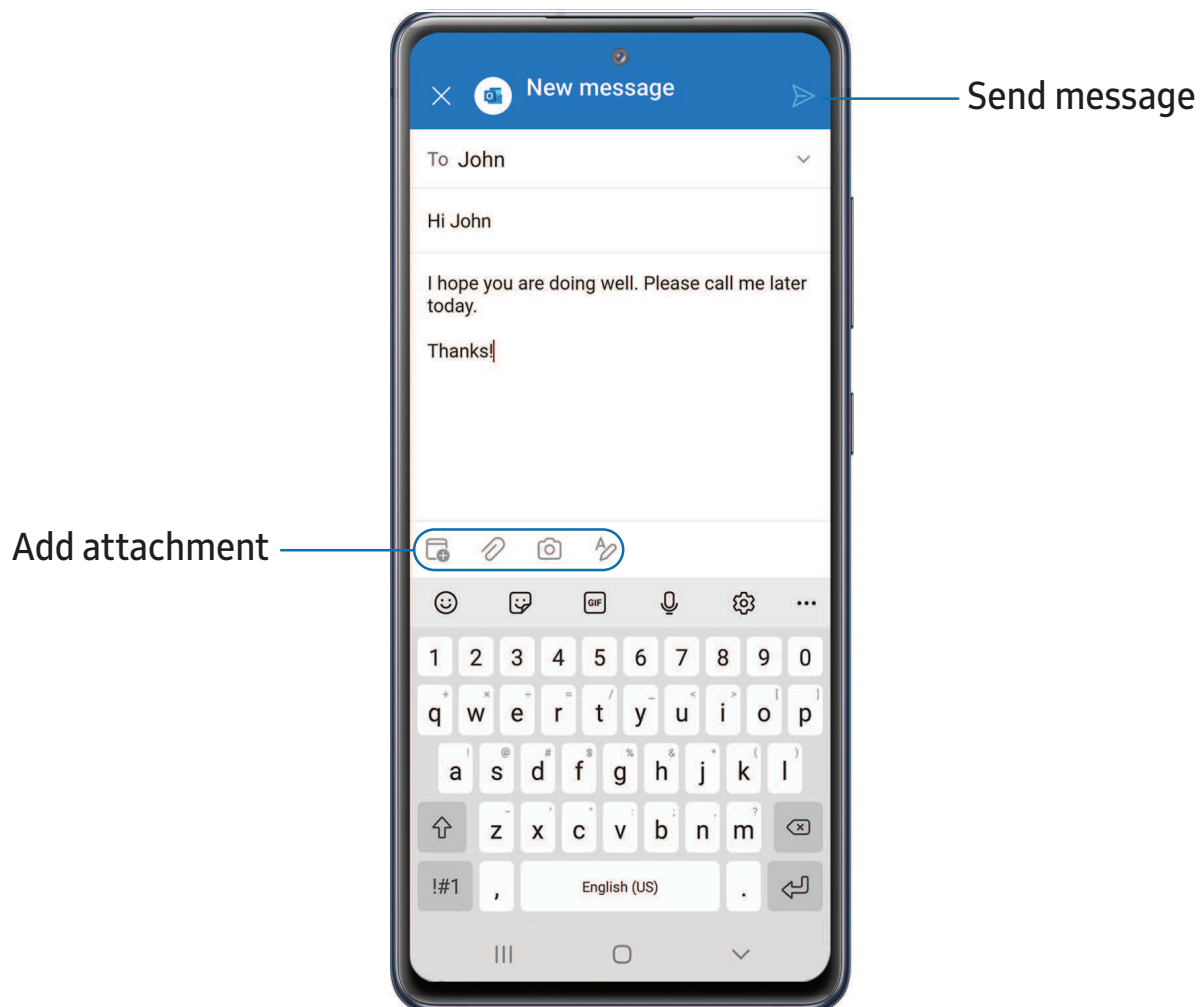 New message
Send message
To John
Hi John
I hope you are doing well. Please call me later
today.
Thanks!
Add attachment
GIF
1 2 3 4 5 6 7 8 9 0
+ × ÷ = / _ < > [ ]
q w e r t y u i o p
! @ # $ % & * ( )
a s d f g h j k l
- ' " : ; , ?
z x c v b n m
!#1 , English (US) .